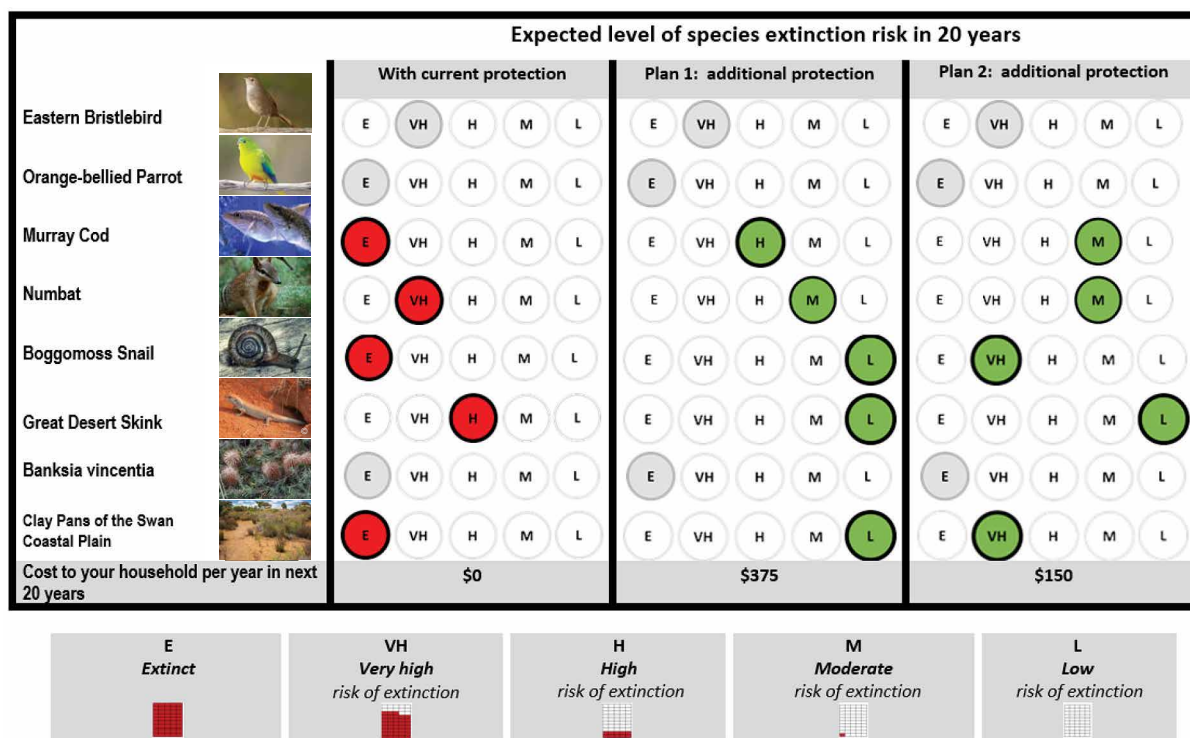 Expected level of species extinction risk in 20 years
With current protection
Plan 1: additional protection
Plan 2: additional protection
Eastern Bristlebird
E VH H M L
E VH H M L
E VH H M L
Orange-bellied Parrot
E VH H M L
E VH H M L
E VH H M L
Murray Cod
E VH H M L
E VH H M L
E VH H M L
Numbat
E VH H M L
E VH H M L
E VH H M L
Boggomoss Snail
E VH H M L
E VH H M L
E VH H M L
Great Desert Skink
E VH H M L
E VH H M L
E VH H M L
Banksia vincentia
E VH H M L
E VH H M L
E VH H M L
Clay Pans of the Swan
Coastal Plain
E VH H M L
E VH H M L
E VH H M L
Cost to your household per year in next
20 years
$0
$375
$150
E
Extinct
VH
Very high
risk of extinction
H
High
risk of extinction
M
Moderate
risk of extinction
L
Low
risk of extinction